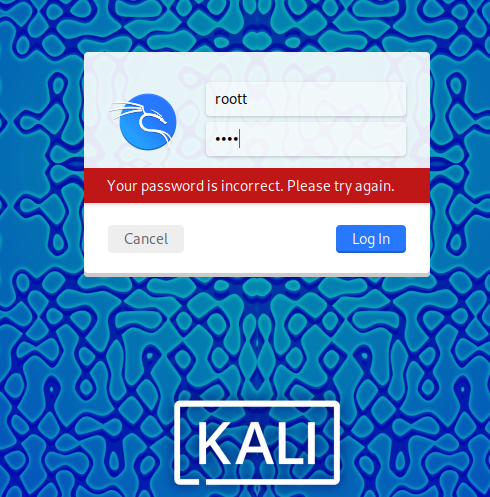 roott
••••
Your password is incorrect. Please try again.
Cancel
Log In
KALI